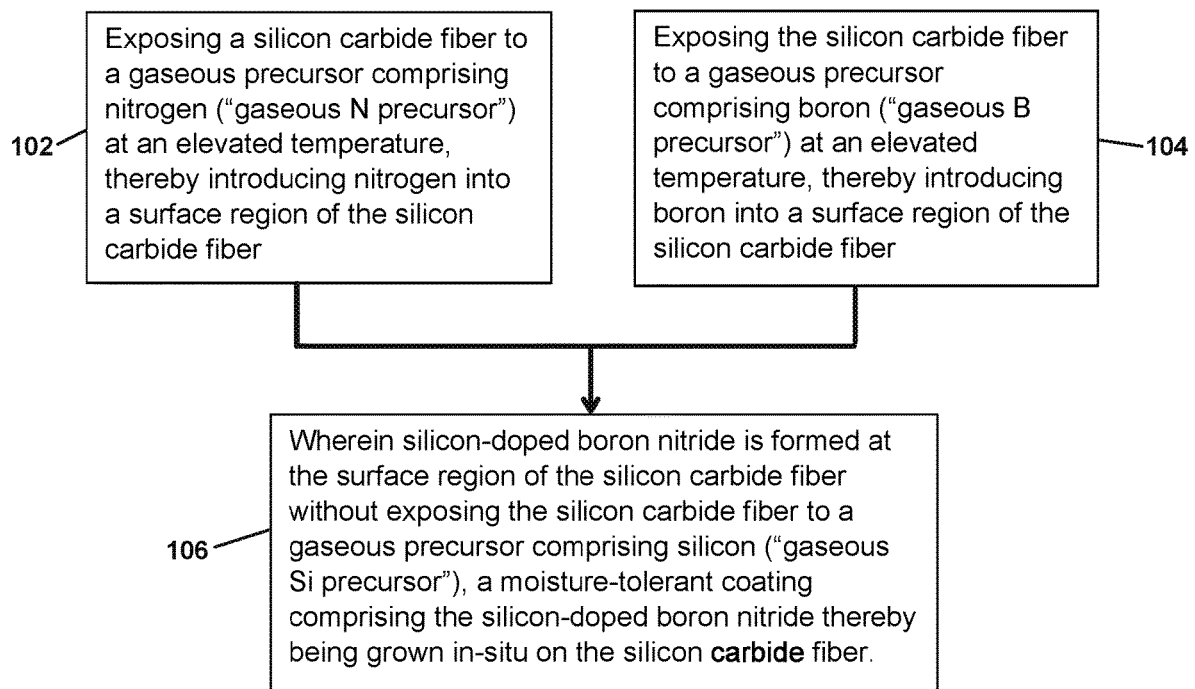 Exposing a silicon carbide fiber to
a gaseous precursor comprising
nitrogen (“gaseous N precursor”)
at an elevated temperature,
thereby introducing nitrogen into
a surface region of the silicon
carbide fiber
102
Exposing the silicon carbide fiber
to a gaseous precursor
comprising boron (“gaseous B
precursor”) at an elevated
temperature, thereby introducing
boron into a surface region of the
silicon carbide fiber
104
Wherein silicon-doped boron nitride is formed at
the surface region of the silicon carbide fiber
without exposing the silicon carbide fiber to a
gaseous precursor comprising silicon (“gaseous
Si precursor”), a moisture-tolerant coating
comprising the silicon-doped boron nitride thereby
being grown in-situ on the silicon carbide fiber.
106